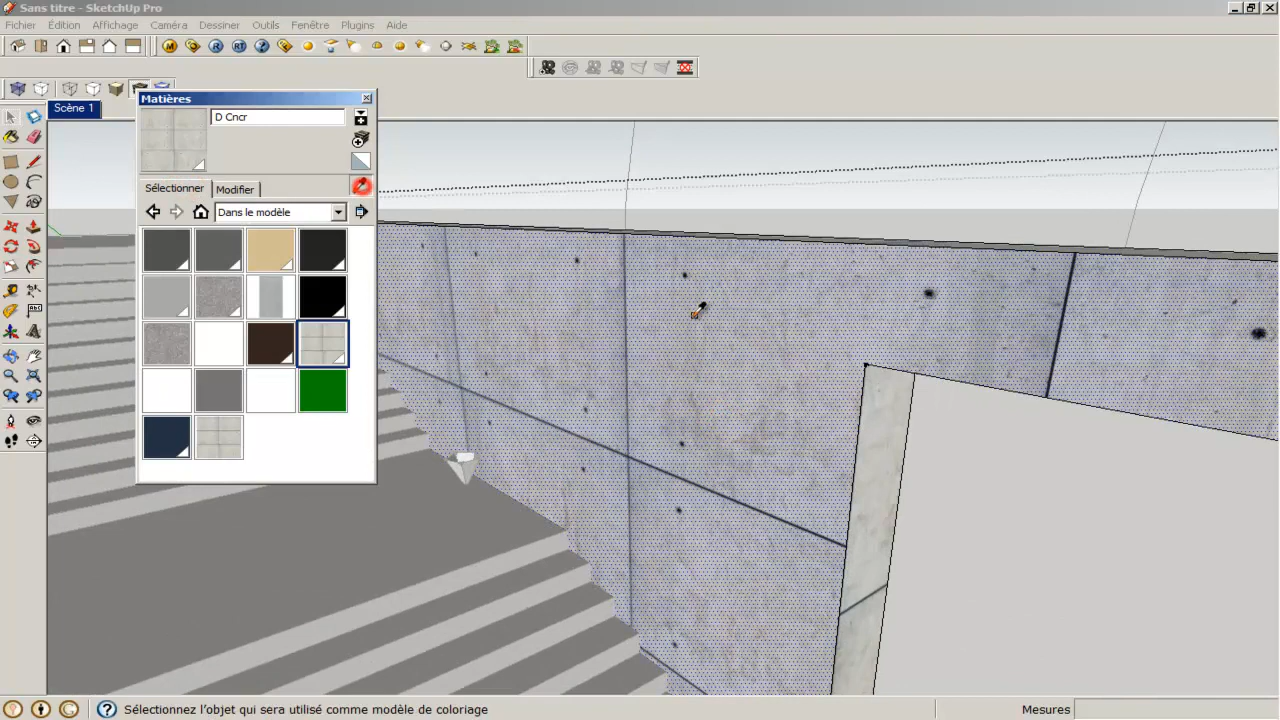 Sans titre - SketchUp Pro
Fichier Édition Affichage Caméra Dessiner Outils Fenêtre Plugins Aide
Scène 1
Matières
D Cncr
Sélectionner Modifier
Dans le modèle
Sélectionnez l'objet qui sera utilisé comme modèle de coloriage
Mesures